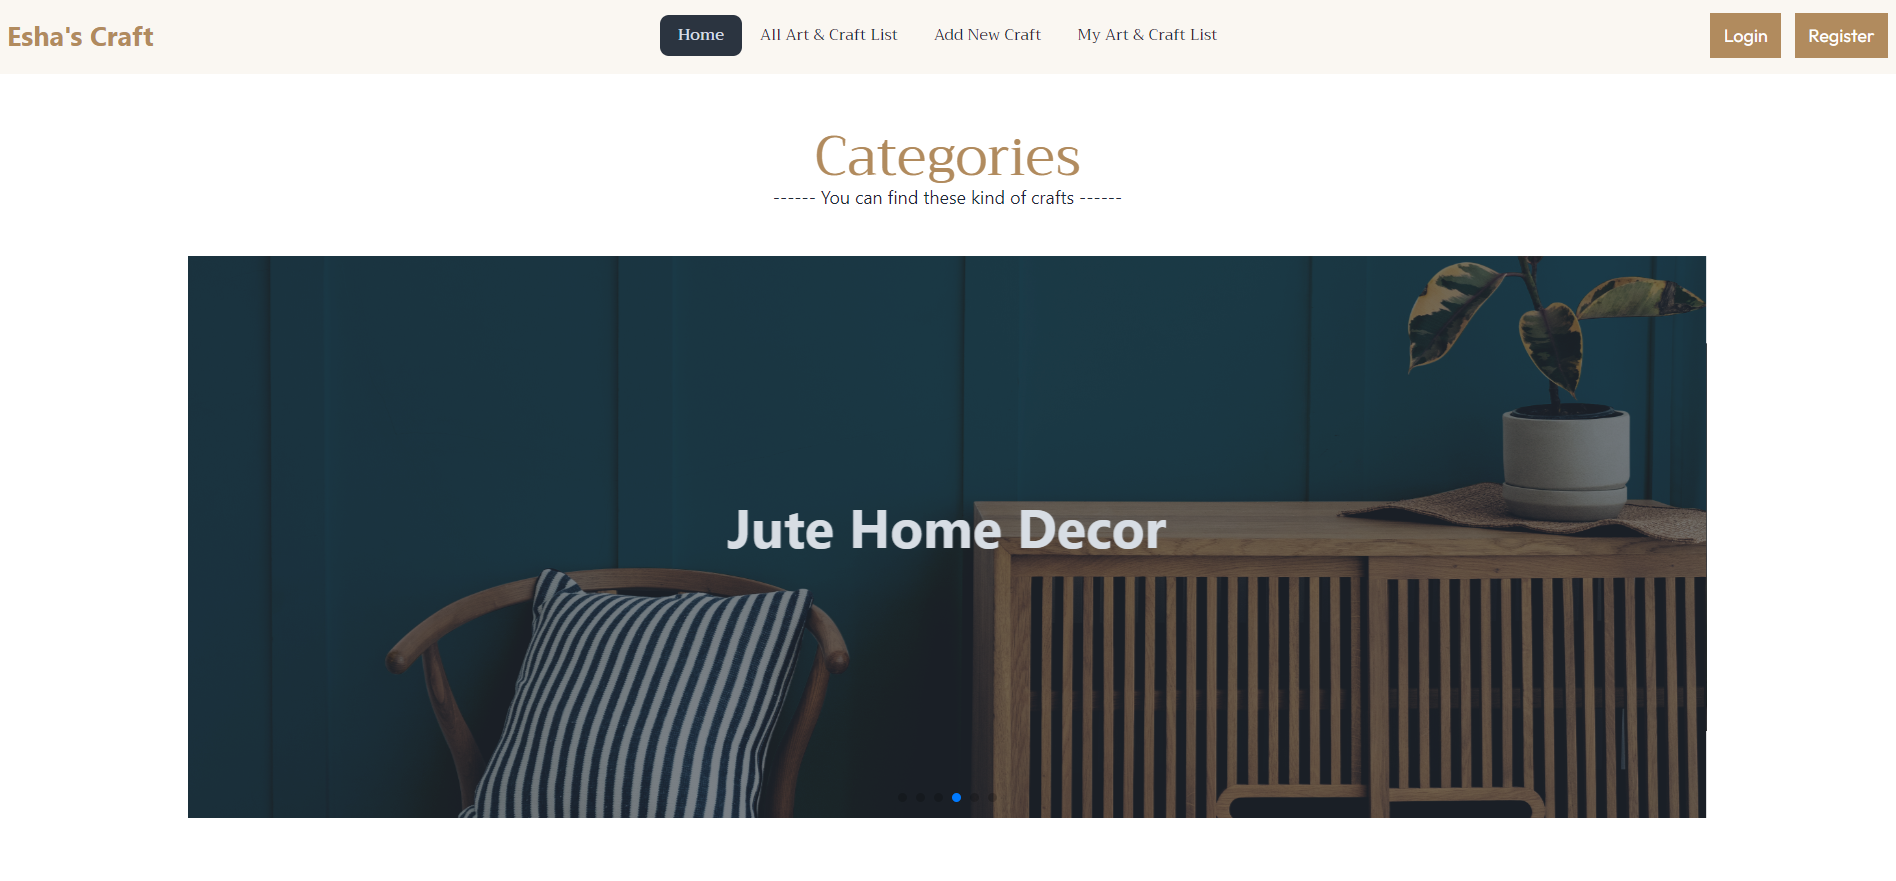 Esha's Craft
Home
All Art & Craft List
Add New Craft
My Art & Craft List
Login
Register
Categories
------ You can find these kind of crafts ------
Jute Home Decor